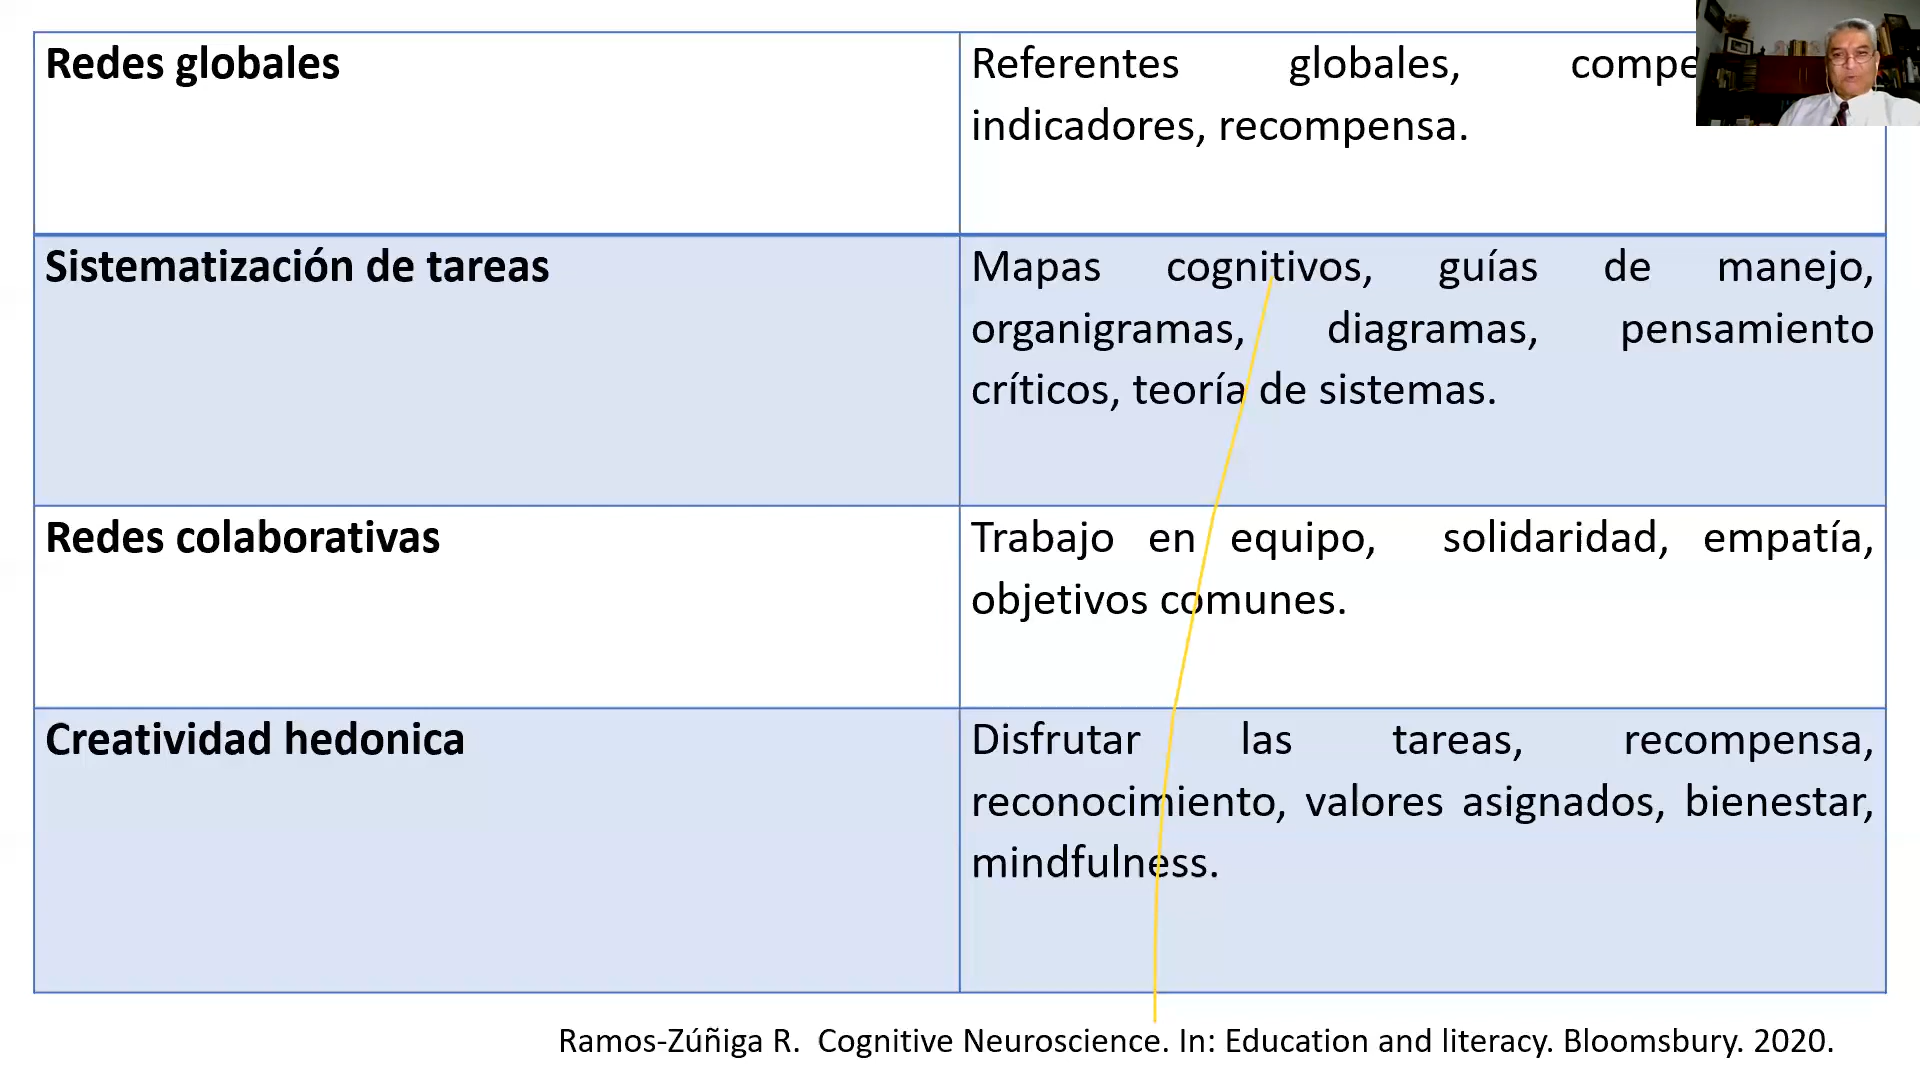 Redes globales
Referentes globales,
indicadores, recompensa.
Sistematización de tareas
Mapas cognitivos, guías de manejo,
organigramas, diagramas, pensamiento
críticos, teoría de sistemas.
Redes colaborativas
Trabajo en equipo, solidaridad, empatía,
objetivos comunes.
Creatividad hedonica
Disfrutar las tareas, recompensa,
reconocimiento, valores asignados, bienestar,
mindfulness.
Ramos-Zúñiga R. Cognitive Neuroscience. In: Education and literacy. Bloomsbury. 2020.